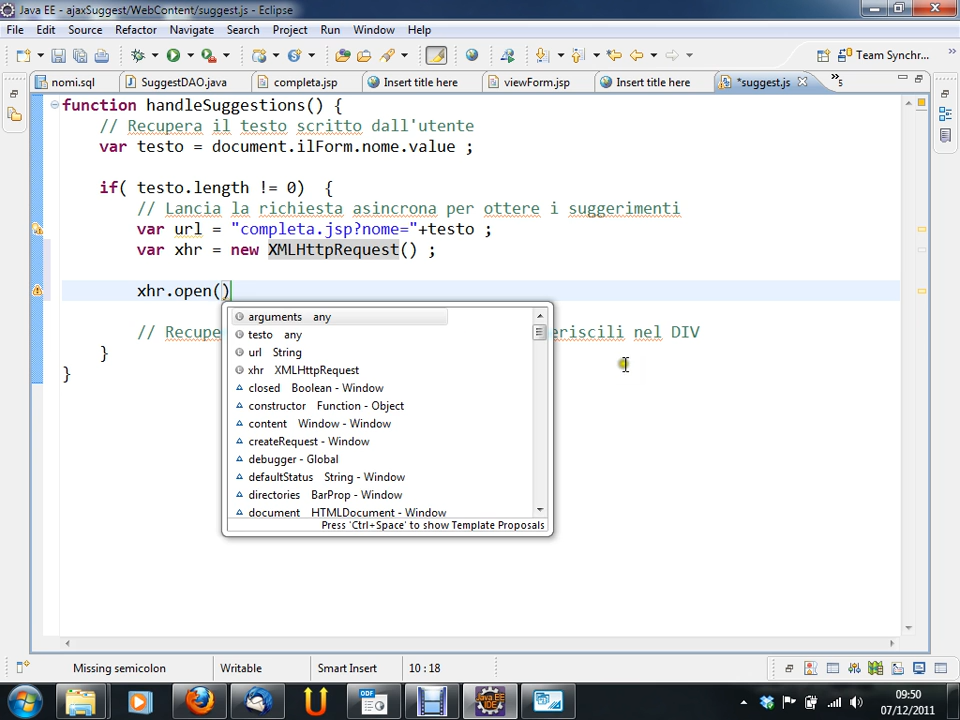 Java EE - ajaxSuggest/WebContent/suggest.js - Eclipse
File Edit Source Refactor Navigate Search Project Run Window Help
Team Synchr...
nomi.sql SuggestDAO.java completa.jsp Insert title here viewForm.jsp Insert title here *suggest.js »5
function handleSuggestions() {
// Recupera il testo scritto dall'utente
var testo = document.ilForm.nome.value ;
if( testo.length != 0) {
// Lancia la richiesta asincrona per ottere i suggerimenti
var url = "completa.jsp?nome="+testo ;
var xhr = new XMLHttpRequest() ;
xhr.open()
// Recupe eriscili nel DIV
}
}
arguments any
testo any
url String
xhr XMLHttpRequest
closed Boolean - Window
constructor Function - Object
content Window - Window
createRequest - Window
debugger - Global
defaultStatus String - Window
directories BarProp - Window
document HTMLDocument - Window
Press 'Ctrl+Space' to show Template Proposals
Missing semicolon Writable Smart Insert 10 : 18
ODF
Java EE IDE
09:50
07/12/2011